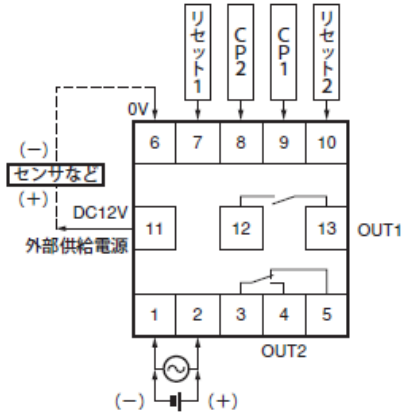 リセット1
CP2
CP1
リセット2
0V
6 7 8 9 10
(−)
センサなど
(+)
DC12V
外部供給電源
11 12 13
OUT1
1 2 3 4 5
OUT2
(−) (+)